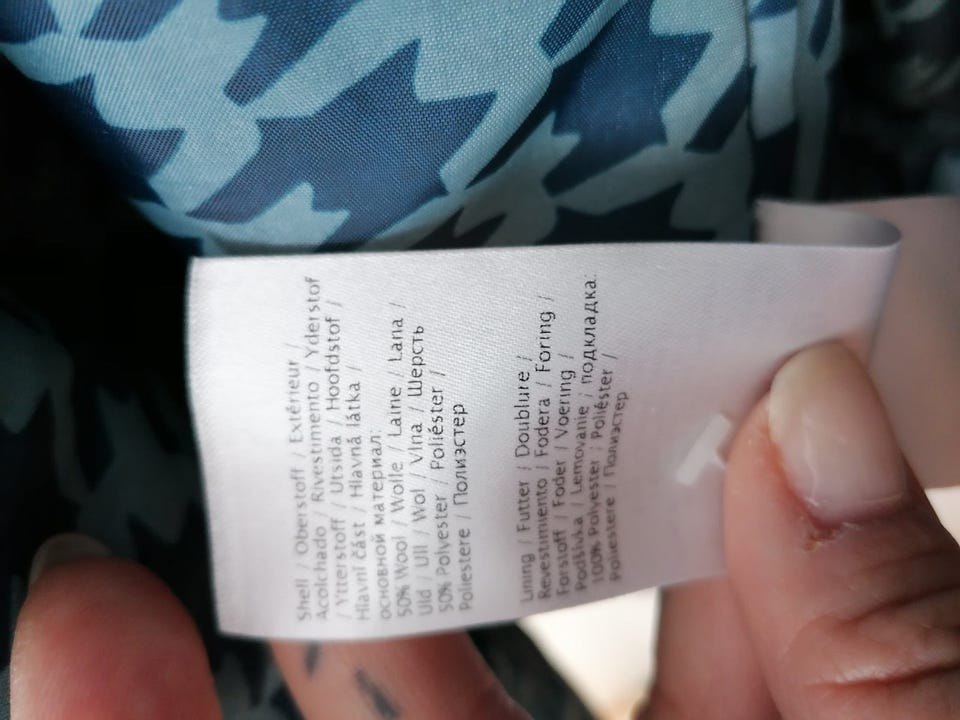 Shell / Oberstoff / Extérieur /
Acolchado / Rivestimento / Yderstof
/ Ytterstoff / Utsida / Hoofdstof /
Hlavní část / Hlavná látka /
основной материал:
50% Wool / Wolle / Laine / Lana /
Uld / Ull / Wol / Vlna / Шерсть
50% Polyester / Poliéster /
Poliestere / Полиэстер
Lining / Futter / Doublure /
Revestimiento / Fodera / Foring /
Forstoff / Foder / Voering /
Podšívka / Lemovanie / подкладка:
100% Polyester / Poliéster /
Poliestere / Полиэстер